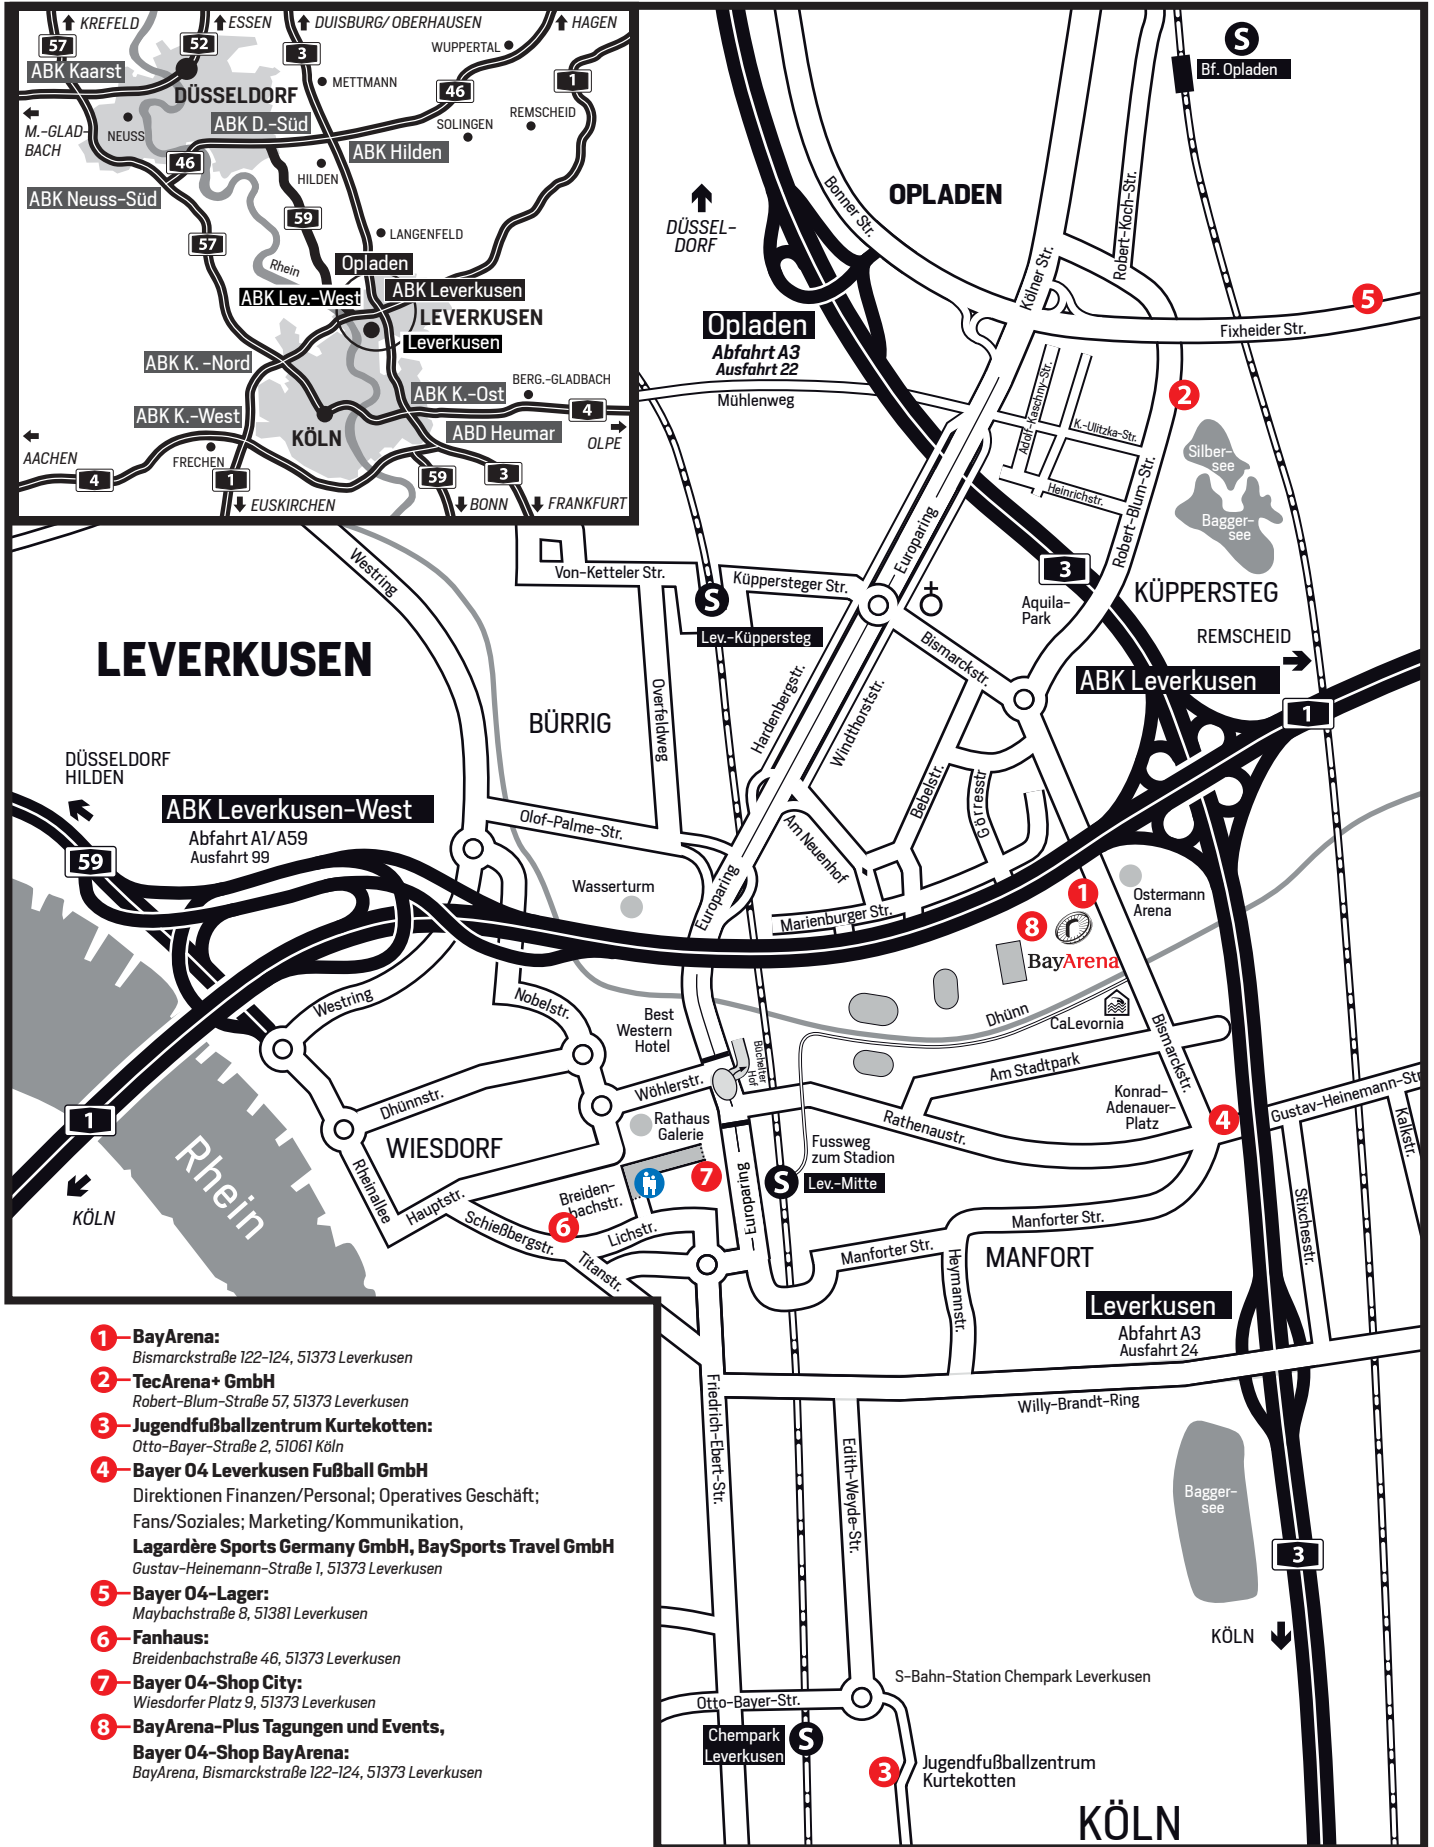 KREFELD
ESSEN
DUISBURG/ OBERHAUSEN
HAGEN
57
52
3
WUPPERTAL
ABK Kaarst
METTMANN
1
DÜSSELDORF
46
M.-GLAD-
BACH
NEUSS
ABK D.-Süd
SOLINGEN
REMSCHEID
46
ABK Hilden
HILDEN
ABK Neuss-Süd
59
57
LANGENFELD
Rhein
Opladen
ABK Lev.-West
ABK Leverkusen
LEVERKUSEN
Leverkusen
ABK K. -Nord
ABK K.-Ost
BERG.-GLADBACH
ABK K.-West
4
KÖLN
ABD Heumar
OLPE
AACHEN
FRECHEN
4
1
59
3
EUSKIRCHEN
BONN
FRANKFURT
S
Bf. Opladen
Bonner Str.
OPLADEN
Robert-Koch-Str.
DÜSSEL-
DORF
Kölner Str.
5
Opladen
Abfahrt A3
Ausfahrt 22
Fixheider Str.
Mühlenweg
Adolf-Kaschny-Str.
2
K.-Ulitzka-Str.
Silber-
see
Heinrichstr.
Robert-Blum-Str.
Bagger-
see
Westring
Europaring
Von-Ketteler Str.
Küppersteger Str.
3
S
Aquila-
Park
KÜPPERSTEG
Lev.-Küppersteg
REMSCHEID
LEVERKUSEN
Bismarckstr.
ABK Leverkusen
Overfeldweg
Hardenbergstr.
Windthorststr.
1
BÜRRIG
DÜSSELDORF
HILDEN
Bebelstr.
Görresstr
ABK Leverkusen-West
Abfahrt A1/A59
Ausfahrt 99
Olof-Palme-Str.
Am Neuenhof
59
Wasserturm
Europaring
Marienburger Str.
1
Ostermann
Arena
8
BayArena
Westring
Nobelstr.
Best
Western
Hotel
Dhünn
CaLevornia
Bismarckstr.
Büchelter
Hof
Am Stadtpark
Wöhlerstr.
Dhünnstr.
Konrad-
Adenauer-
Platz
Gustav-Heinemann-Str
1
4
Rathaus
Galerie
Rathenaustr.
Kalkstr.
WIESDORF
Fussweg
zum Stadion
Rhein
Rheinallee
7
Europaring
S
Lev.-Mitte
KÖLN
Hauptstr.
Breiden-
bachstr.
6
Stixchesstr.
Schießbergstr.
Lichstr.
Manforter Str.
Manforter Str.
Titanstr.
Heymannstr.
MANFORT
Leverkusen
Abfahrt A3
Ausfahrt 24
Willy-Brandt-Ring
Friedrich-Ebert-Str.
Edith-Weyde-Str.
Bagger-
see
3
KÖLN
S-Bahn-Station Chempark Leverkusen
Otto-Bayer-Str.
Chempark
Leverkusen
S
3
Jugendfußballzentrum
Kurtekotten
KÖLN
1 BayArena:
Bismarckstraße 122-124, 51373 Leverkusen
2 TecArena+ GmbH
Robert-Blum-Straße 57, 51373 Leverkusen
3 Jugendfußballzentrum Kurtekotten:
Otto-Bayer-Straße 2, 51061 Köln
4 Bayer 04 Leverkusen Fußball GmbH
Direktionen Finanzen/Personal; Operatives Geschäft;
Fans/Soziales; Marketing/Kommunikation,
Lagardère Sports Germany GmbH, BaySports Travel GmbH
Gustav-Heinemann-Straße 1, 51373 Leverkusen
5 Bayer 04-Lager:
Maybachstraße 8, 51381 Leverkusen
6 Fanhaus:
Breidenbachstraße 46, 51373 Leverkusen
7 Bayer 04-Shop City:
Wiesdorfer Platz 9, 51373 Leverkusen
8 BayArena-Plus Tagungen und Events,
Bayer 04-Shop BayArena:
BayArena, Bismarckstraße 122-124, 51373 Leverkusen